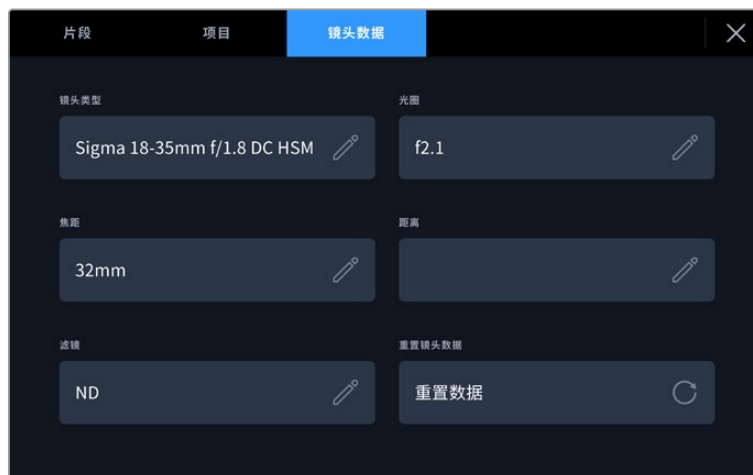 片段 项目 镜头数据
镜头类型 光圈
Sigma 18-35mm f/1.8 DC HSM f2.1
焦距 距离
32mm
滤镜 重置镜头数据
ND 重置数据